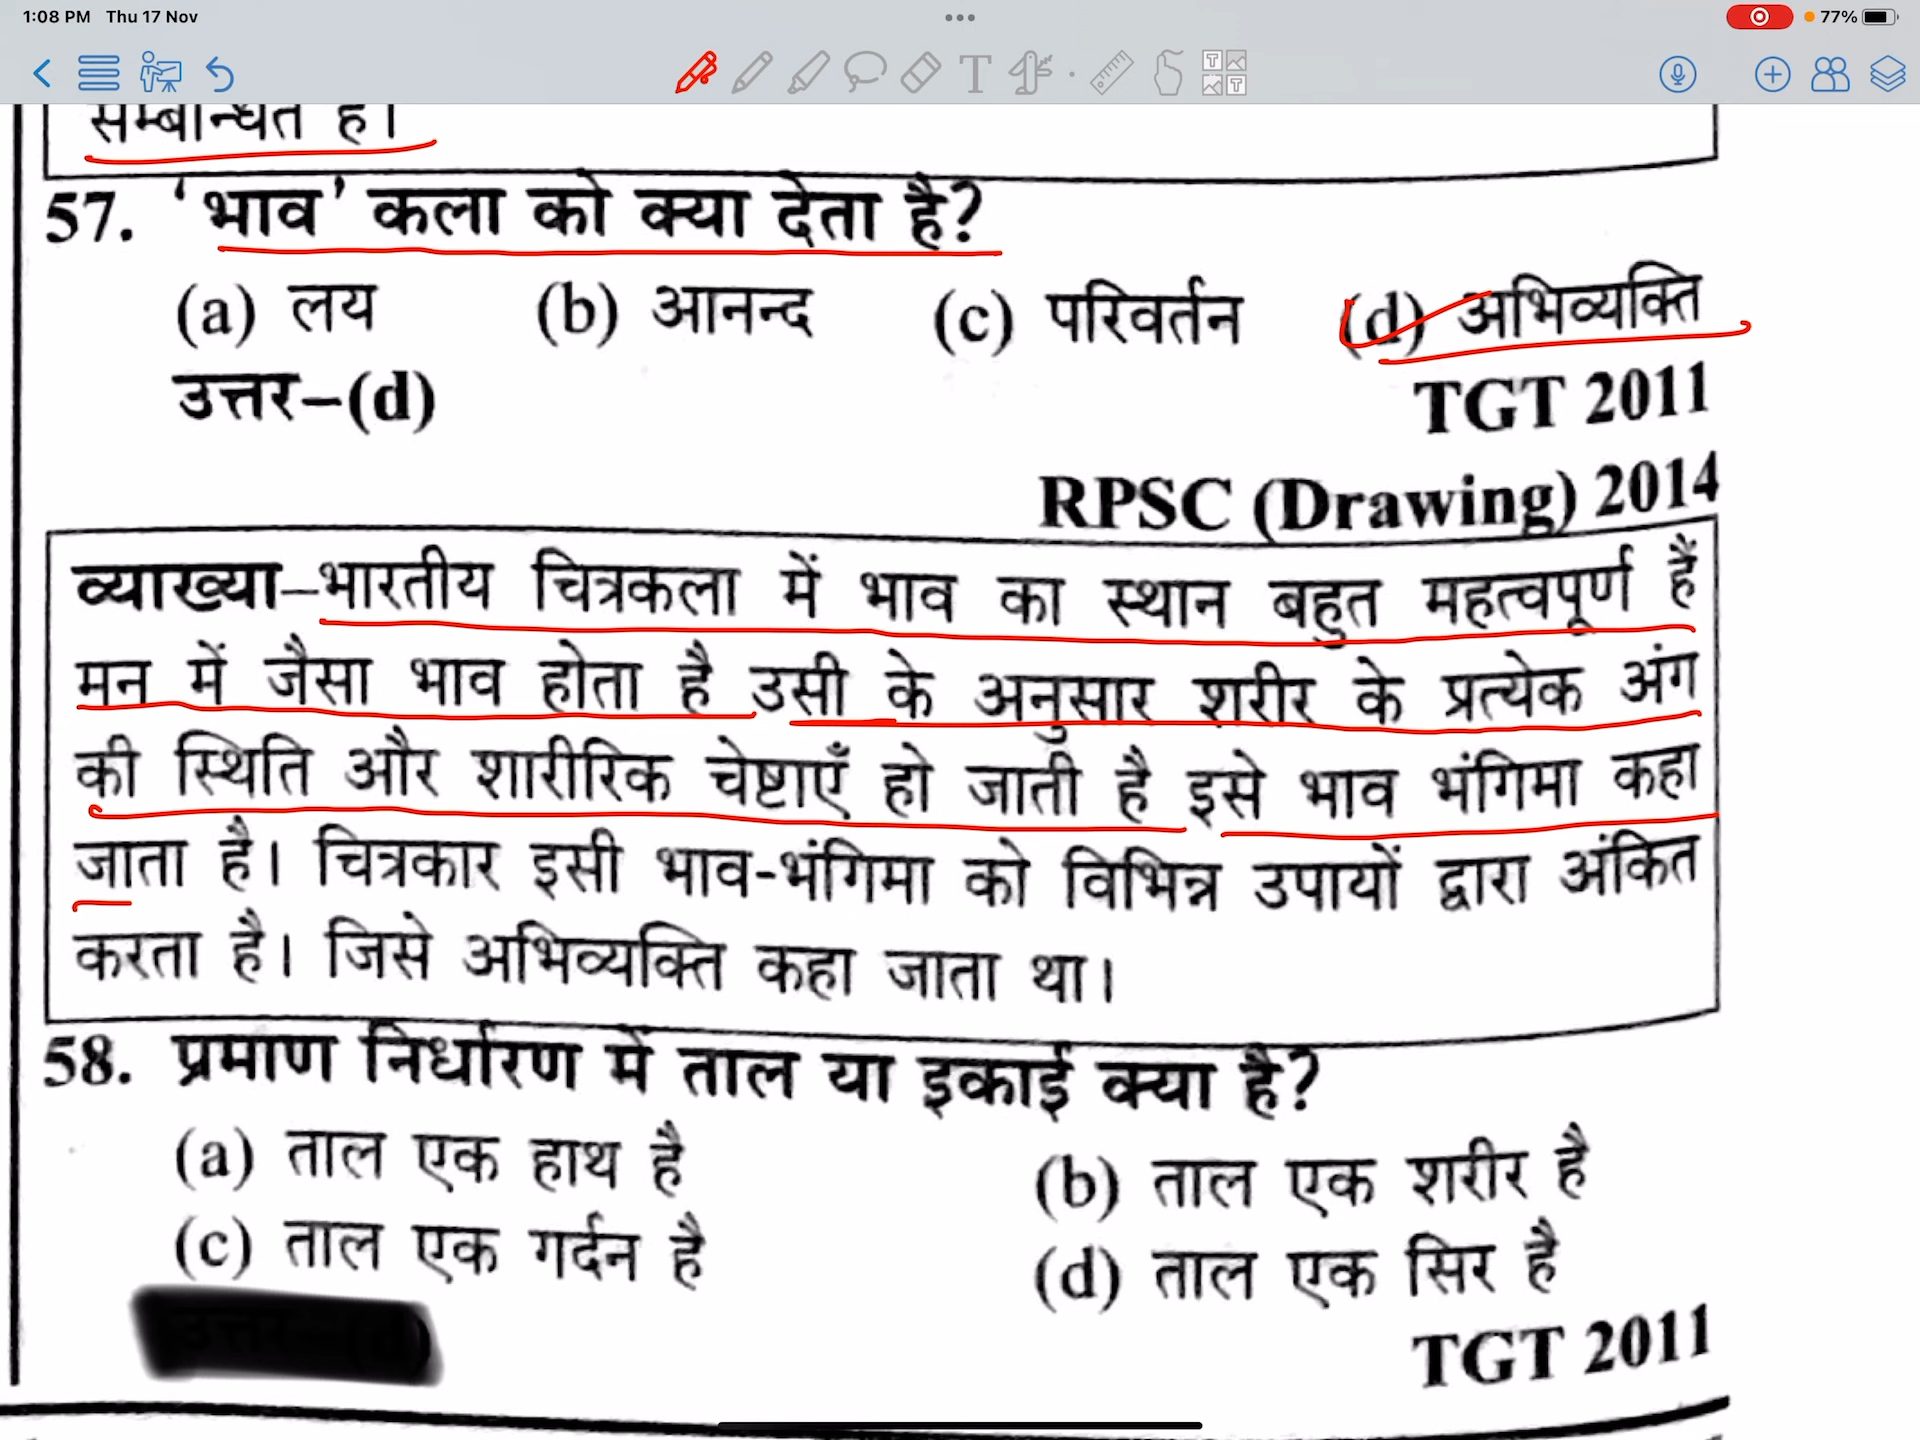 1:08 PM Thu 17 Nov
77%
सम्बन्धित है।
57. 'भाव' कला को क्या देता है?
(a) लय (b) आनन्द (c) परिवर्तन (d) अभिव्यक्ति
उत्तर–(d) TGT 2011
RPSC (Drawing) 2014
व्याख्या–भारतीय चित्रकला में भाव का स्थान बहुत महत्वपूर्ण है
मन में जैसा भाव होता है उसी के अनुसार शरीर के प्रत्येक अंग
की स्थिति और शारीरिक चेष्टाएँ हो जाती है इसे भाव भंगिमा कहा
जाता है। चित्रकार इसी भाव-भंगिमा को विभिन्न उपायों द्वारा अंकित
करता है। जिसे अभिव्यक्ति कहा जाता था।
58. प्रमाण निर्धारण में ताल या इकाई क्या है?
(a) ताल एक हाथ है (b) ताल एक शरीर है
(c) ताल एक गर्दन है (d) ताल एक सिर है
उत्तर–(d)
TGT 2011